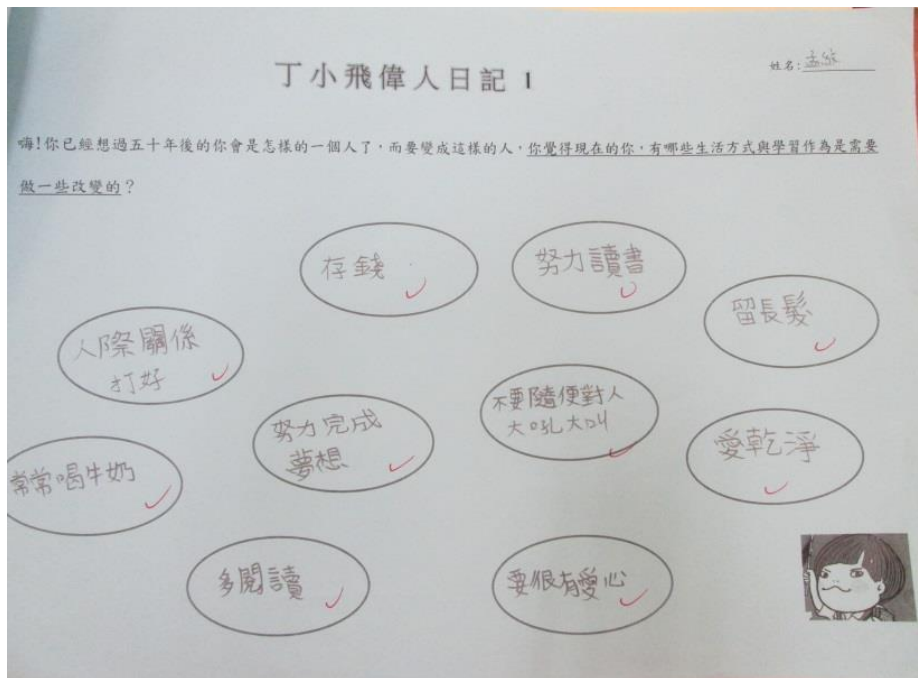 丁小飛偉人日記 1
姓名:
嗨!你已經想過五十年後的你會是怎樣的一個人了,而要變成這樣的人,你覺得現在的你,有哪些生活方式與學習作為是需要
做一些改變的?
存錢
努力讀書
留長髮
人際關係
打好
不要隨便對人
大吼大叫
努力完成
夢想
愛乾淨
常常喝牛奶
多閱讀
要很有愛心